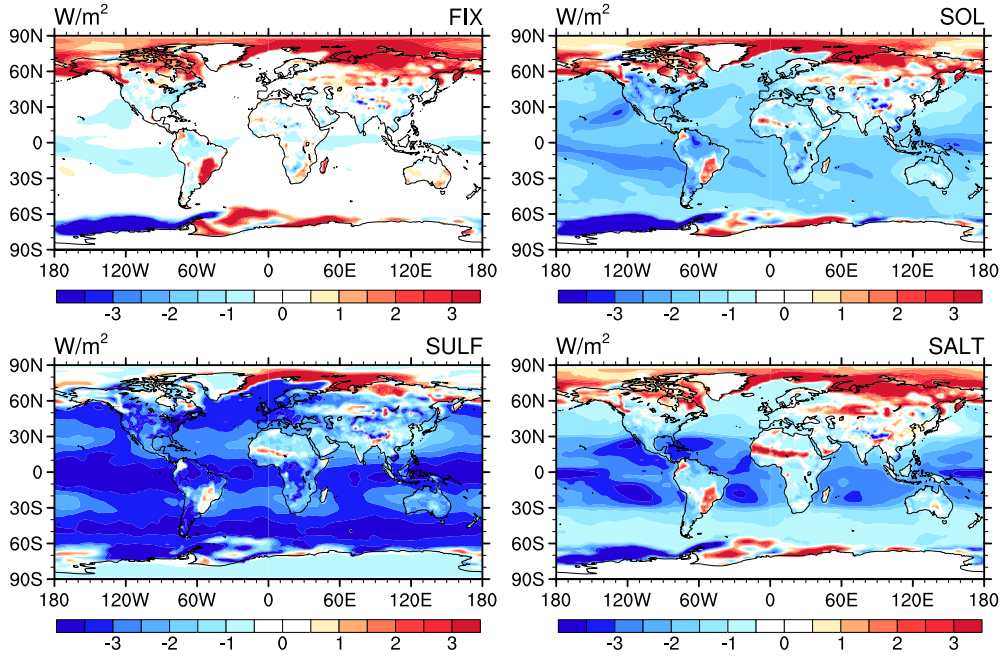 W/m² FIX
90N
60N
30N
0
30S
60S
90S
180 120W 60W 0 60E 120E 180
-3 -2 -1 0 1 2 3
W/m² SOL
90N
60N
30N
0
30S
60S
90S
180 120W 60W 0 60E 120E 180
-3 -2 -1 0 1 2 3
W/m² SULF
90N
60N
30N
0
30S
60S
90S
180 120W 60W 0 60E 120E 180
-3 -2 -1 0 1 2 3
W/m² SALT
90N
60N
30N
0
30S
60S
90S
180 120W 60W 0 60E 120E 180
-3 -2 -1 0 1 2 3